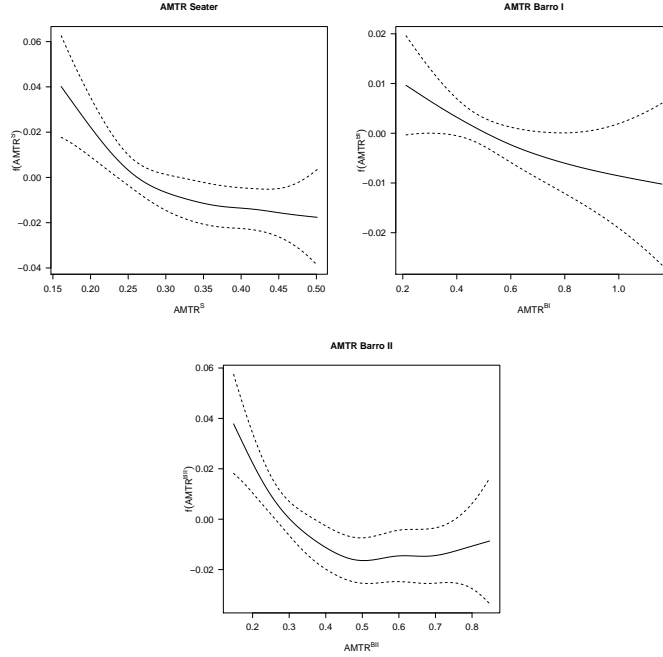 AMTR Seater
f(AMTR^S)
0.06
0.04
0.02
0.00
−0.02
−0.04
0.15 0.20 0.25 0.30 0.35 0.40 0.45 0.50
AMTR^S
AMTR Barro I
f(AMTR^BI)
0.02
0.01
0.00
−0.01
−0.02
0.2 0.4 0.6 0.8 1.0
AMTR^BI
AMTR Barro II
f(AMTR^BII)
0.06
0.04
0.02
0.00
−0.02
0.2 0.3 0.4 0.5 0.6 0.7 0.8
AMTR^BII